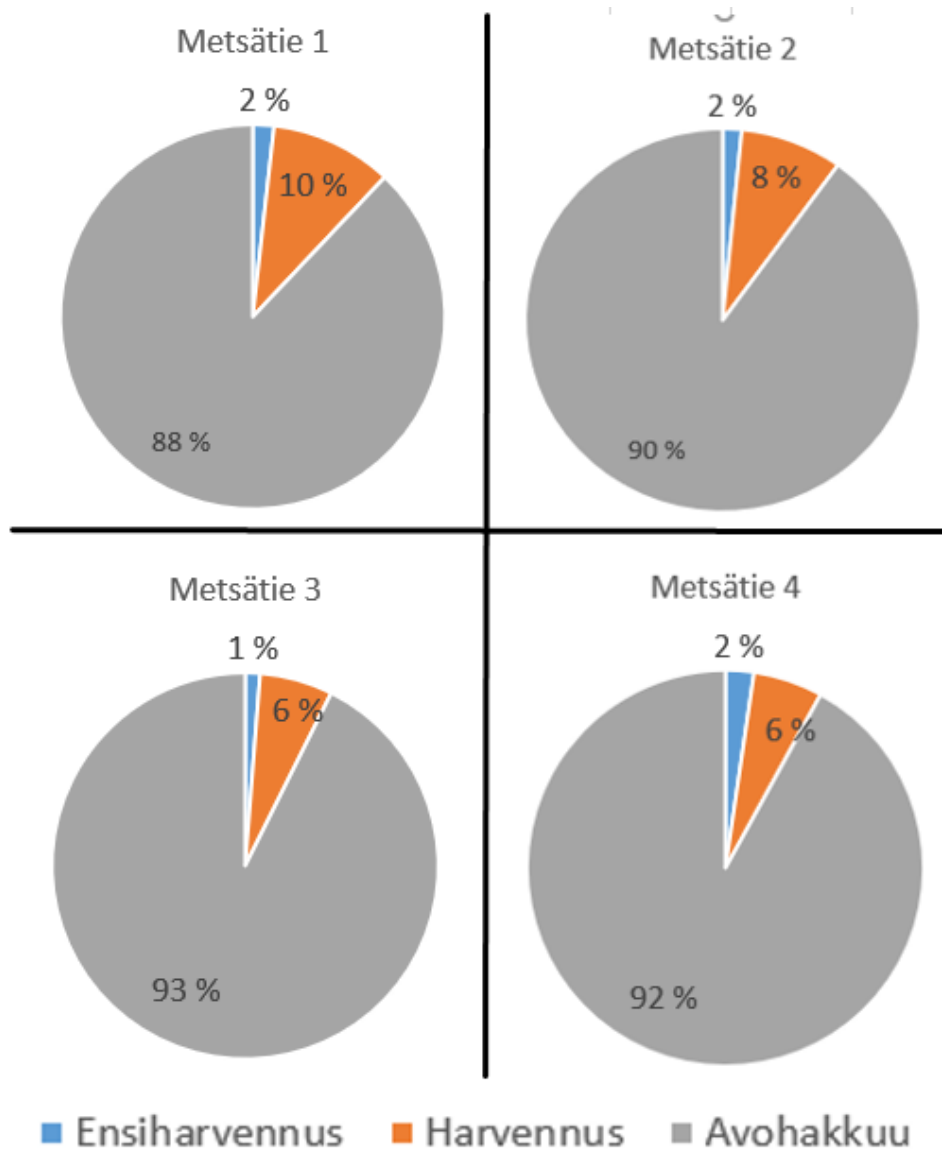 Metsätie 1
2 %
10 %
88 %
Metsätie 2
2 %
8 %
90 %
Metsätie 3
1 %
6 %
93 %
Metsätie 4
2 %
6 %
92 %
Ensiharvennus Harvennus Avohakkuu